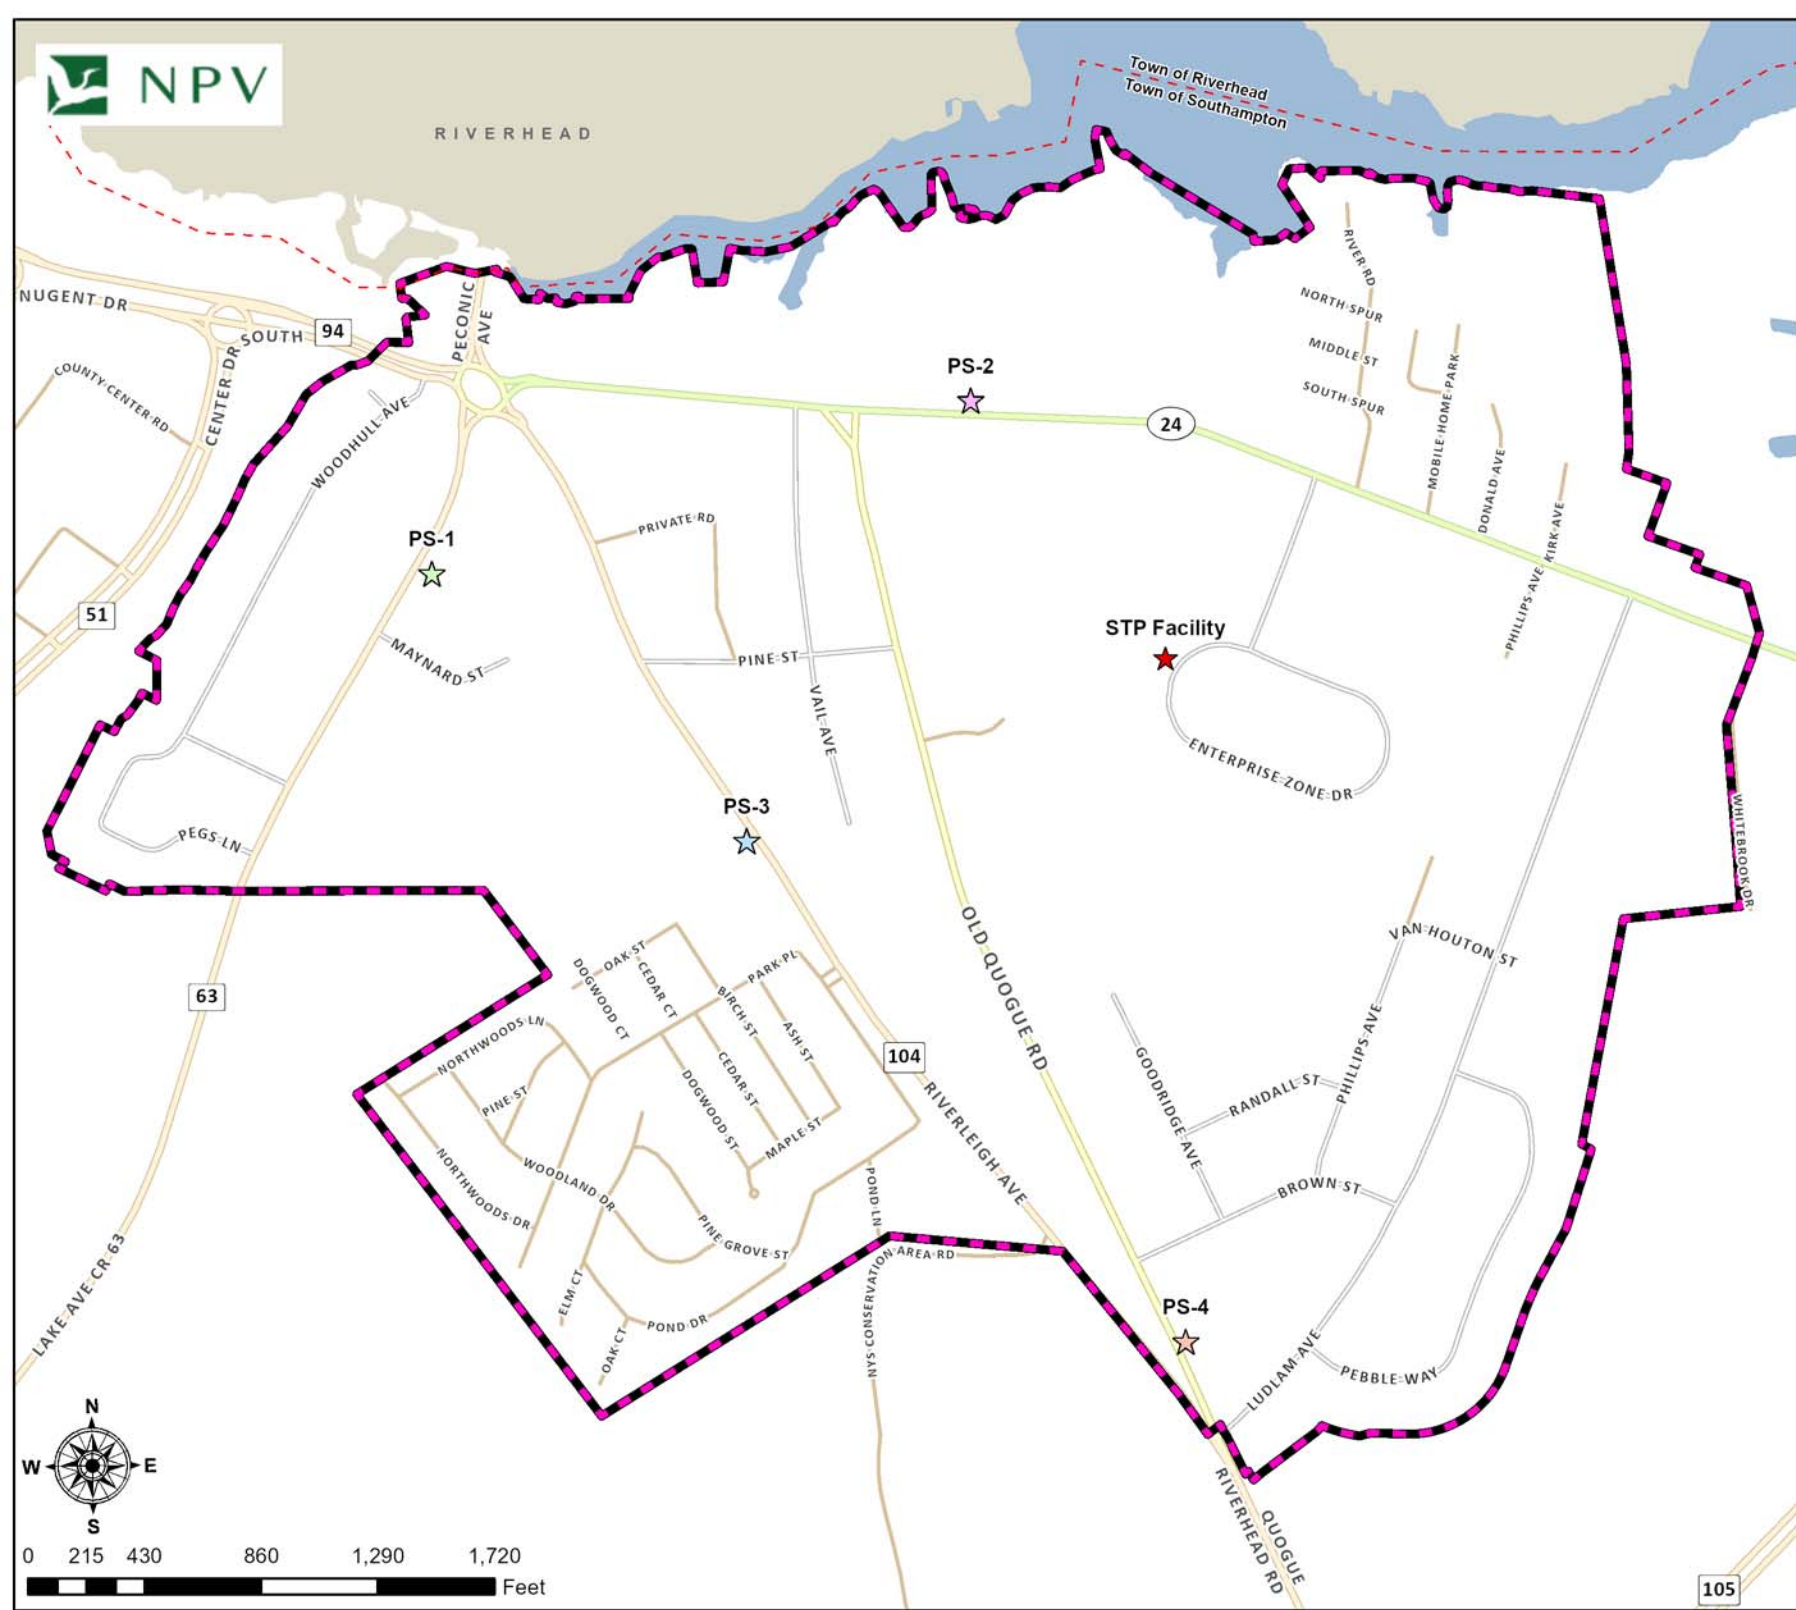 NPV
RIVERHEAD
Town of Riverhead
Town of Southampton
NUGENT DR
SOUTH
94
PECONIC
AVE
COUNTY CENTER RD
CENTER DR
WOODHULL AVE
RIVER RD
NORTH SPUR
MIDDLE ST
SOUTH SPUR
MOBILE HOME PARK
DONALD AVE
KIRK AVE
PHILLIPS AVE
PS-2
24
PS-1
PRIVATE RD
51
MAYNARD ST
PINE ST
VAIL AVE
STP Facility
ENTERPRISE ZONE DR
WHITEBROOK DR
PS-3
PEGS LN
OLD QUOGUE RD
VAN HOUTON ST
63
OAK ST
DOGWOOD CT
CEDAR CT
PARK PL
BIRCH ST
ASH ST
NORTHWOODS LN
PINE ST
CEDAR ST
DOGWOOD ST
MAPLE ST
104
RIVERLEIGH AVE
GOODRIDGE AVE
RANDALL ST
PHILLIPS AVE
BROWN ST
NORTHWOODS DR
WOODLAND DR
PINE GROVE ST
POND LN
NYS CONSERVATION AREA RD
ELM CT
OAK CT
POND DR
LAKE AVE CR 63
PS-4
LUDLAM AVE
PEBBLE WAY
QUOGUE
RIVERHEAD RD
105
N
W
E
S
0 215 430 860 1,290 1,720
Feet